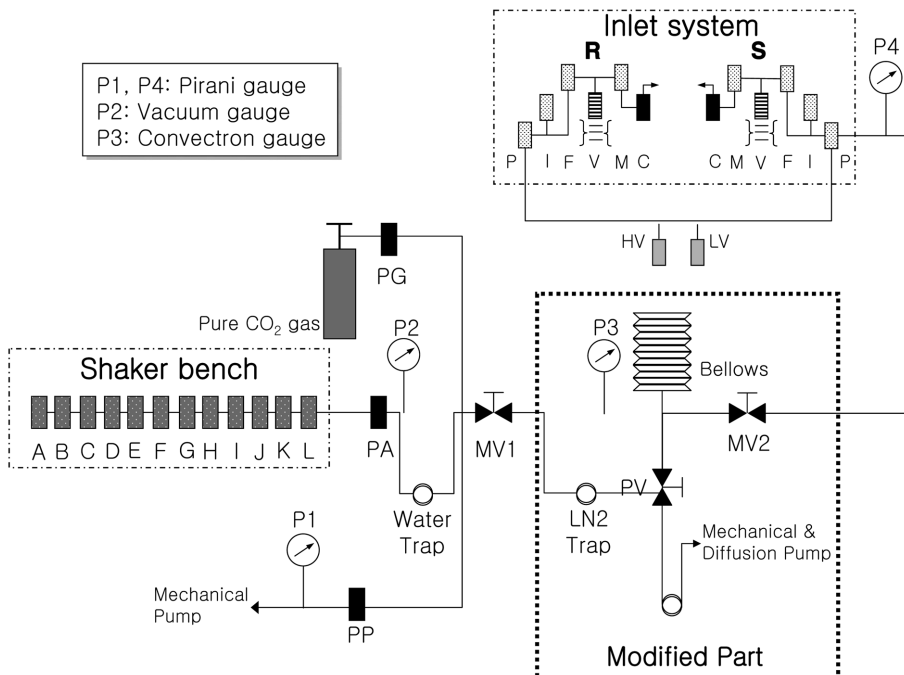 Inlet system
R S
P4
P1, P4: Pirani gauge
P2: Vacuum gauge
P3: Convectron gauge
P I F V M C C M V F I P
HV LV
PG
Pure CO₂ gas
P2
P3
Shaker bench
Bellows
A B C D E F G H I J K L
PA
MV1
MV2
PV
P1
Water
Trap
LN2
Trap
Mechanical &
Diffusion Pump
Mechanical
Pump
PP
Modified Part